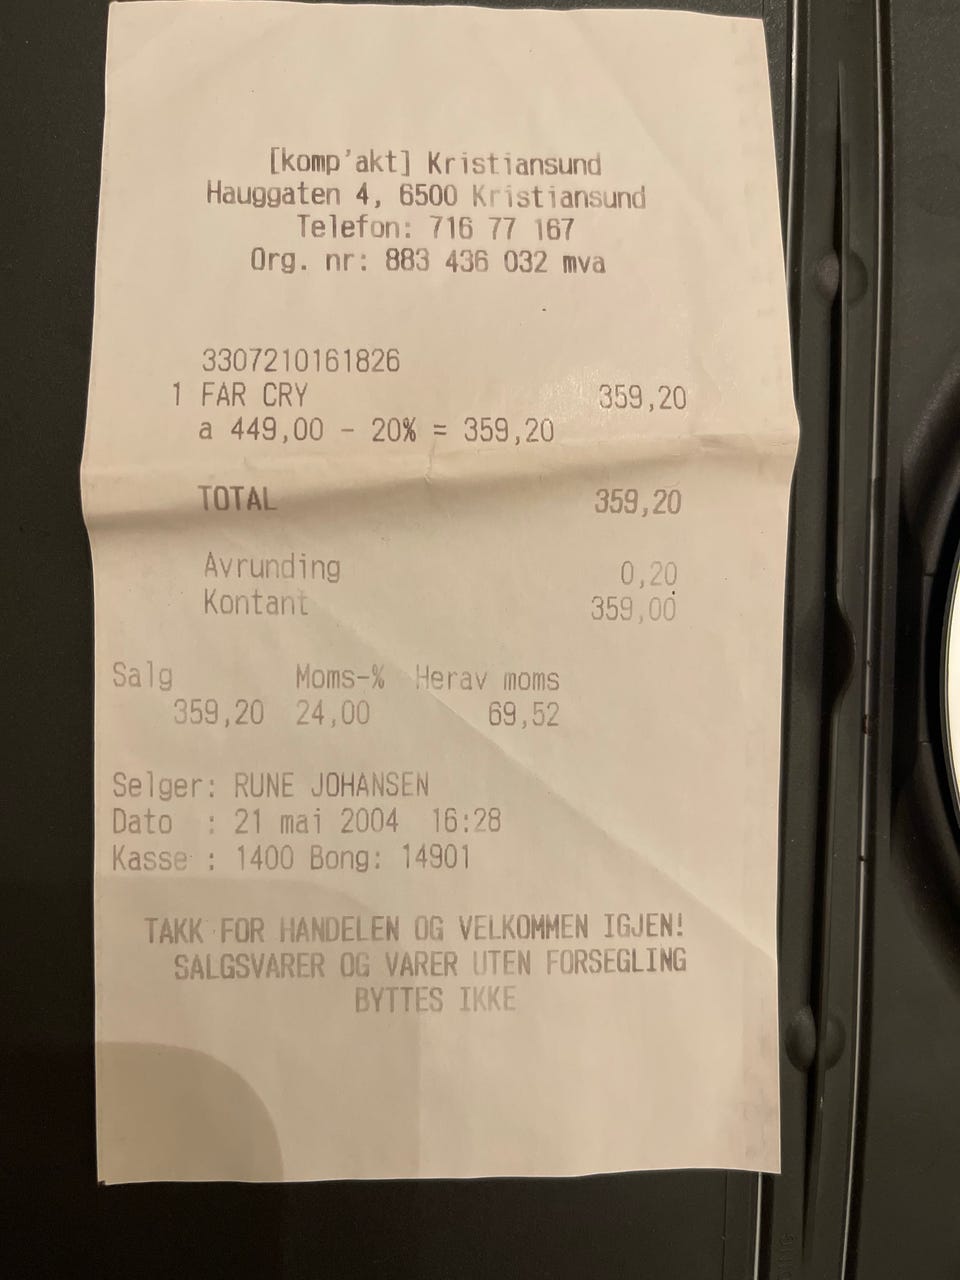 [komp'akt] Kristiansund
Hauggaten 4, 6500 Kristiansund
Telefon: 716 77 167
Org. nr: 883 436 032 mva
3307210161826
1 FAR CRY 359,20
a 449,00 - 20% = 359,20
TOTAL 359,20
Avrunding 0,20
Kontant 359,00
Salg Moms-% Herav moms
359,20 24,00 69,52
Selger: RUNE JOHANSEN
Dato : 21 mai 2004 16:28
Kasse : 1400 Bong: 14901
TAKK FOR HANDELEN OG VELKOMMEN IGJEN!
SALGSVARER OG VARER UTEN FORSEGLING
BYTTES IKKE